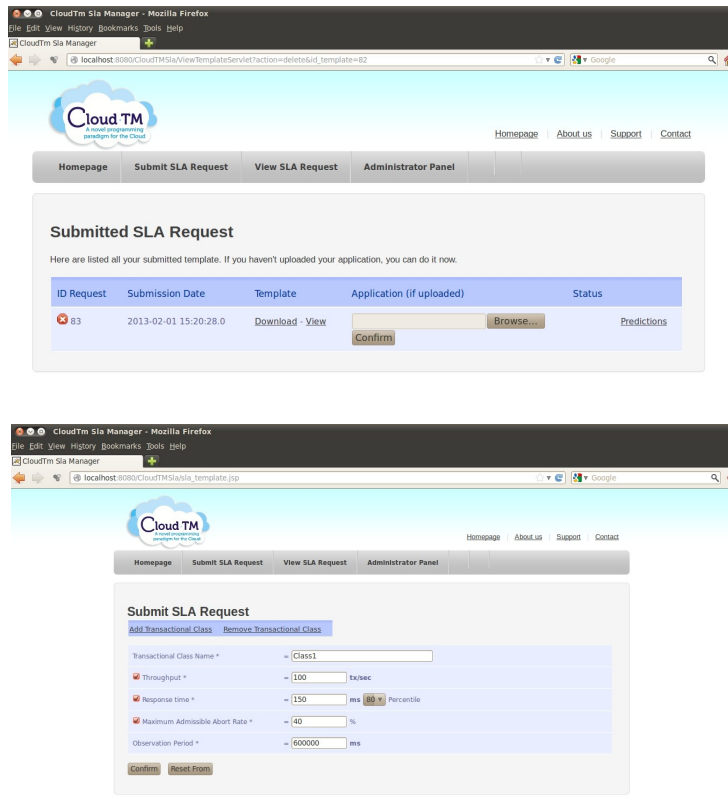 CloudTm Sla Manager - Mozilla Firefox
File Edit View History Bookmarks Tools Help
CloudTm Sla Manager
localhost:8080/CloudTMSla/ViewTemplateServlet?action=delete&id_template=82
Google
Cloud TM
A novel programming
paradigm for the Cloud
Homepage About us Support Contact
Homepage Submit SLA Request View SLA Request Administrator Panel
Submitted SLA Request
Here are listed all your submitted template. If you haven't uploaded your application, you can do it now.
ID Request Submission Date Template Application (if uploaded) Status
83 2013-02-01 15:20:28.0 Download - View Browse... Predictions
Confirm
CloudTm Sla Manager - Mozilla Firefox
File Edit View History Bookmarks Tools Help
CloudTm Sla Manager
localhost:8080/CloudTMSla/sla_template.jsp
Google
Cloud TM
A novel programming
paradigm for the Cloud
Homepage About us Support Contact
Homepage Submit SLA Request View SLA Request Administrator Panel
Submit SLA Request
Add Transactional Class Remove Transactional Class
Transactional Class Name * = Class1
Throughput * = 100 tx/sec
Response time * = 150 ms 80 Percentile
Maximum Admissible Abort Rate * = 40 %
Observation Period * = 600000 ms
Confirm Reset From